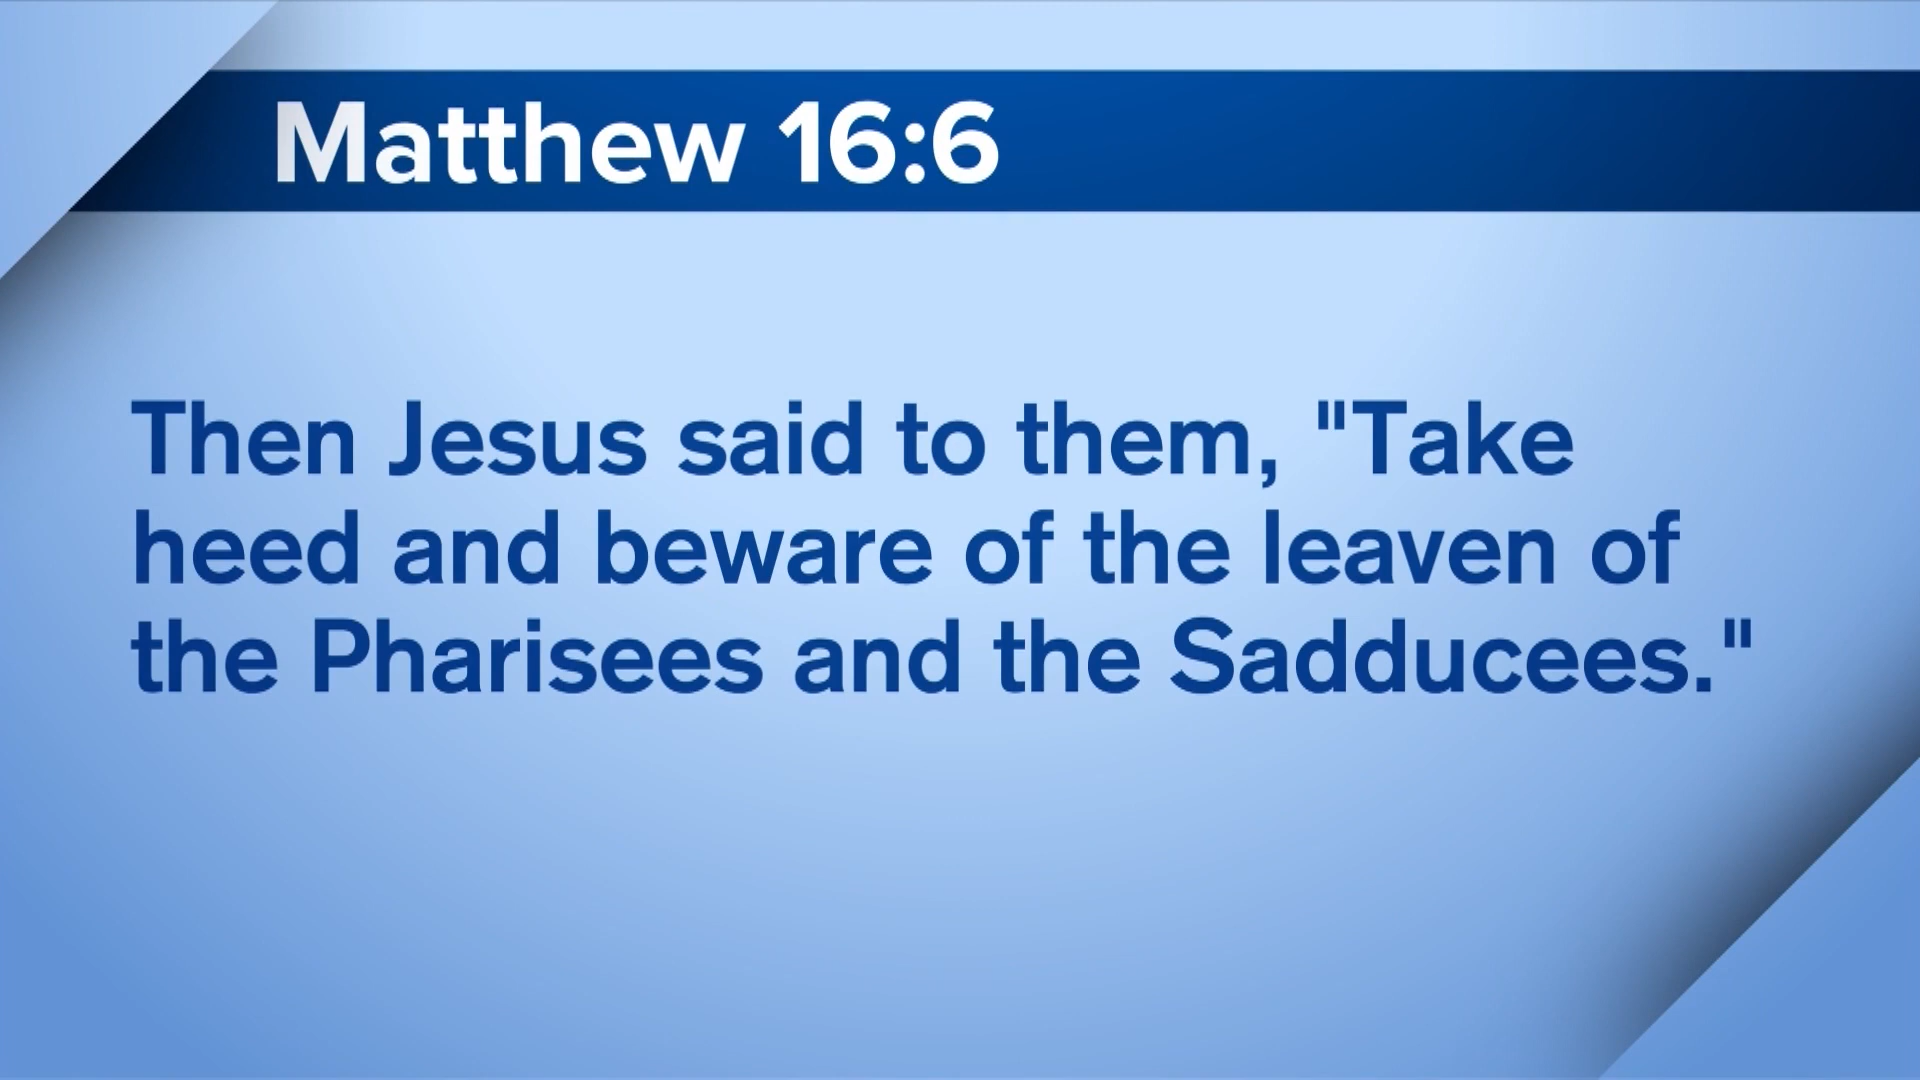 Matthew 16:6
Then Jesus said to them, "Take
heed and beware of the leaven of
the Pharisees and the Sadducees."